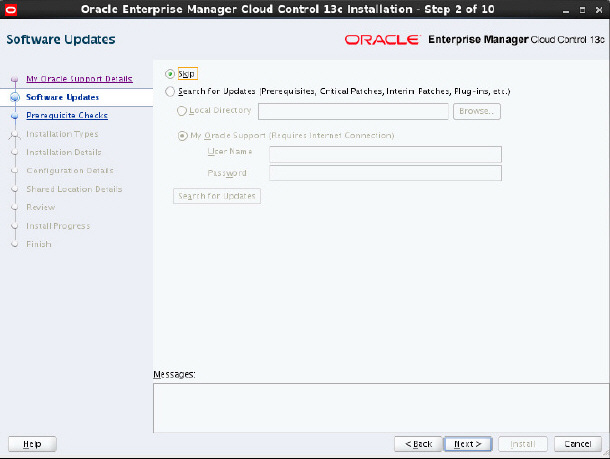 Oracle Enterprise Manager Cloud Control 13c Installation - Step 2 of 10
Software Updates
ORACLE Enterprise Manager Cloud Control 13c
My Oracle Support Details
Software Updates
Prerequisite Checks
Installation Types
Installation Details
Configuration Details
Shared Location Details
Review
Install Progress
Finish
Skip
Search for Updates (Prerequisites, Critical Patches, Interim Patches, Plug-ins, etc.)
Local Directory Browse...
My Oracle Support (Requires Internet Connection)
User Name
Password
Search for Updates
Messages:
Help < Back Next > Install Cancel